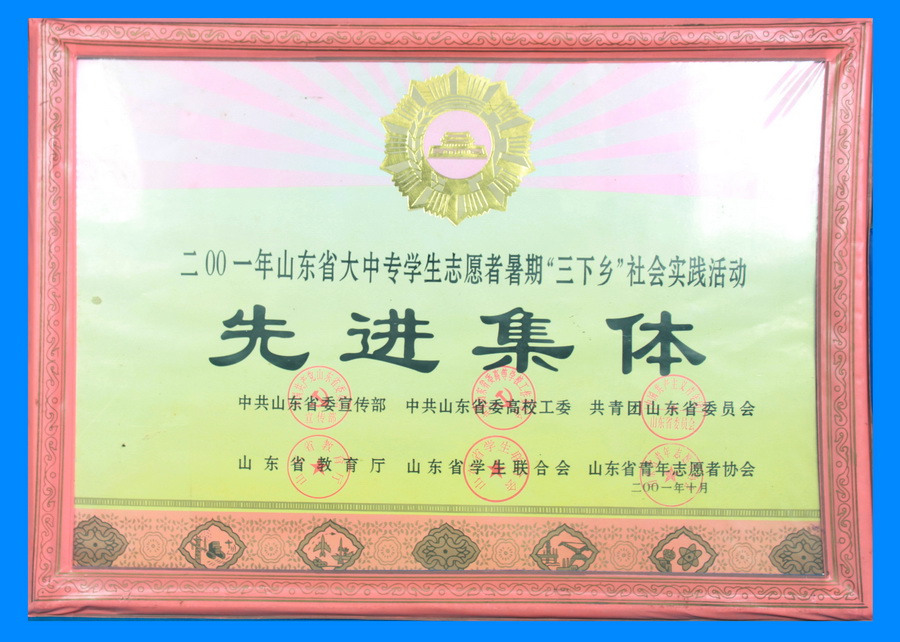 二00一年山东省大中专学生志愿者暑期“三下乡”社会实践活动
先进集体
中共山东省委宣传部 中共山东省委高校工委 共青团山东省委员会
山东省教育厅 山东省学生联合会 山东省青年志愿者协会
二00一年十月